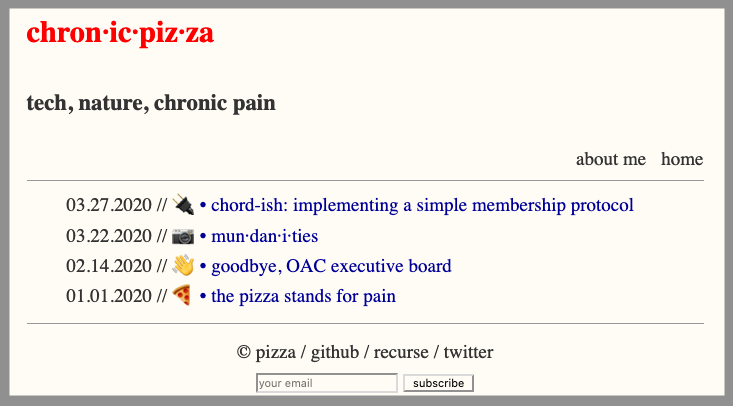 chron·ic·piz·za
tech, nature, chronic pain
about me home
03.27.2020 // 🔌 • chord-ish: implementing a simple membership protocol
03.22.2020 // 📷 • mun·dan·i·ties
02.14.2020 // 👋 • goodbye, OAC executive board
01.01.2020 // 🍕 • the pizza stands for pain
© pizza / github / recurse / twitter
your email subscribe